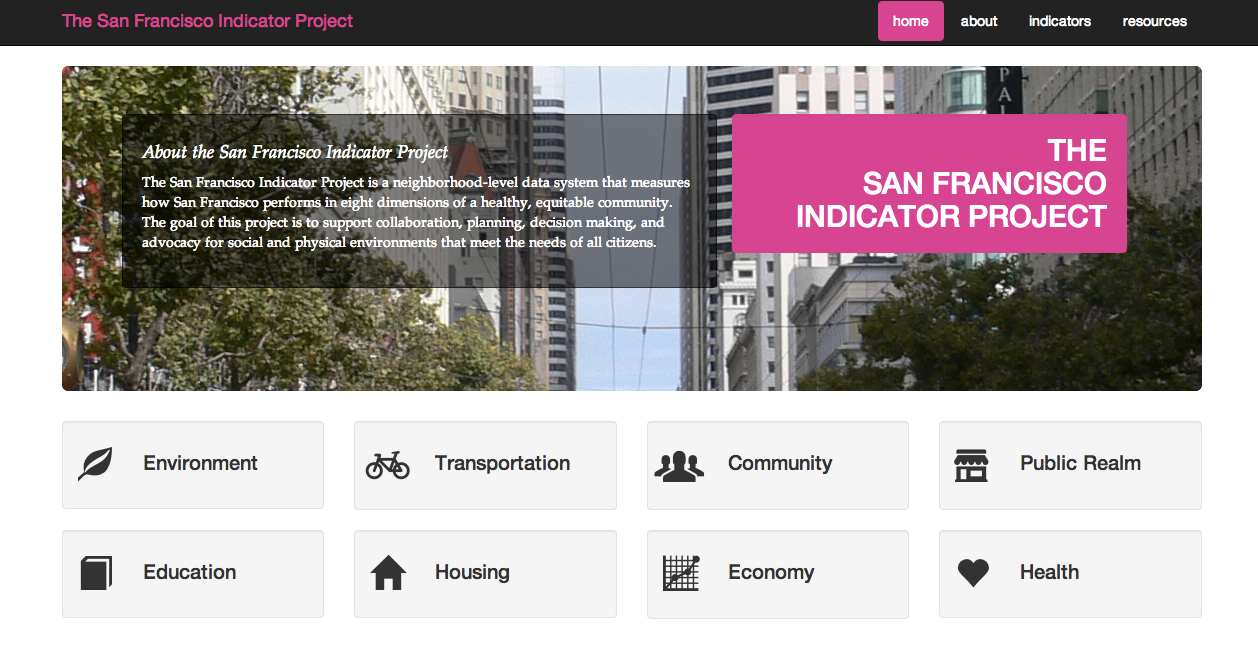 The San Francisco Indicator Project
home about indicators resources
About the San Francisco Indicator Project
The San Francisco Indicator Project is a neighborhood-level data system that measures
how San Francisco performs in eight dimensions of a healthy, equitable community.
The goal of this project is to support collaboration, planning, decision making, and
advocacy for social and physical environments that meet the needs of all citizens.
PA
THE
SAN FRANCISCO
INDICATOR PROJECT
Environment
Transportation
Community
Public Realm
Education
Housing
Economy
Health